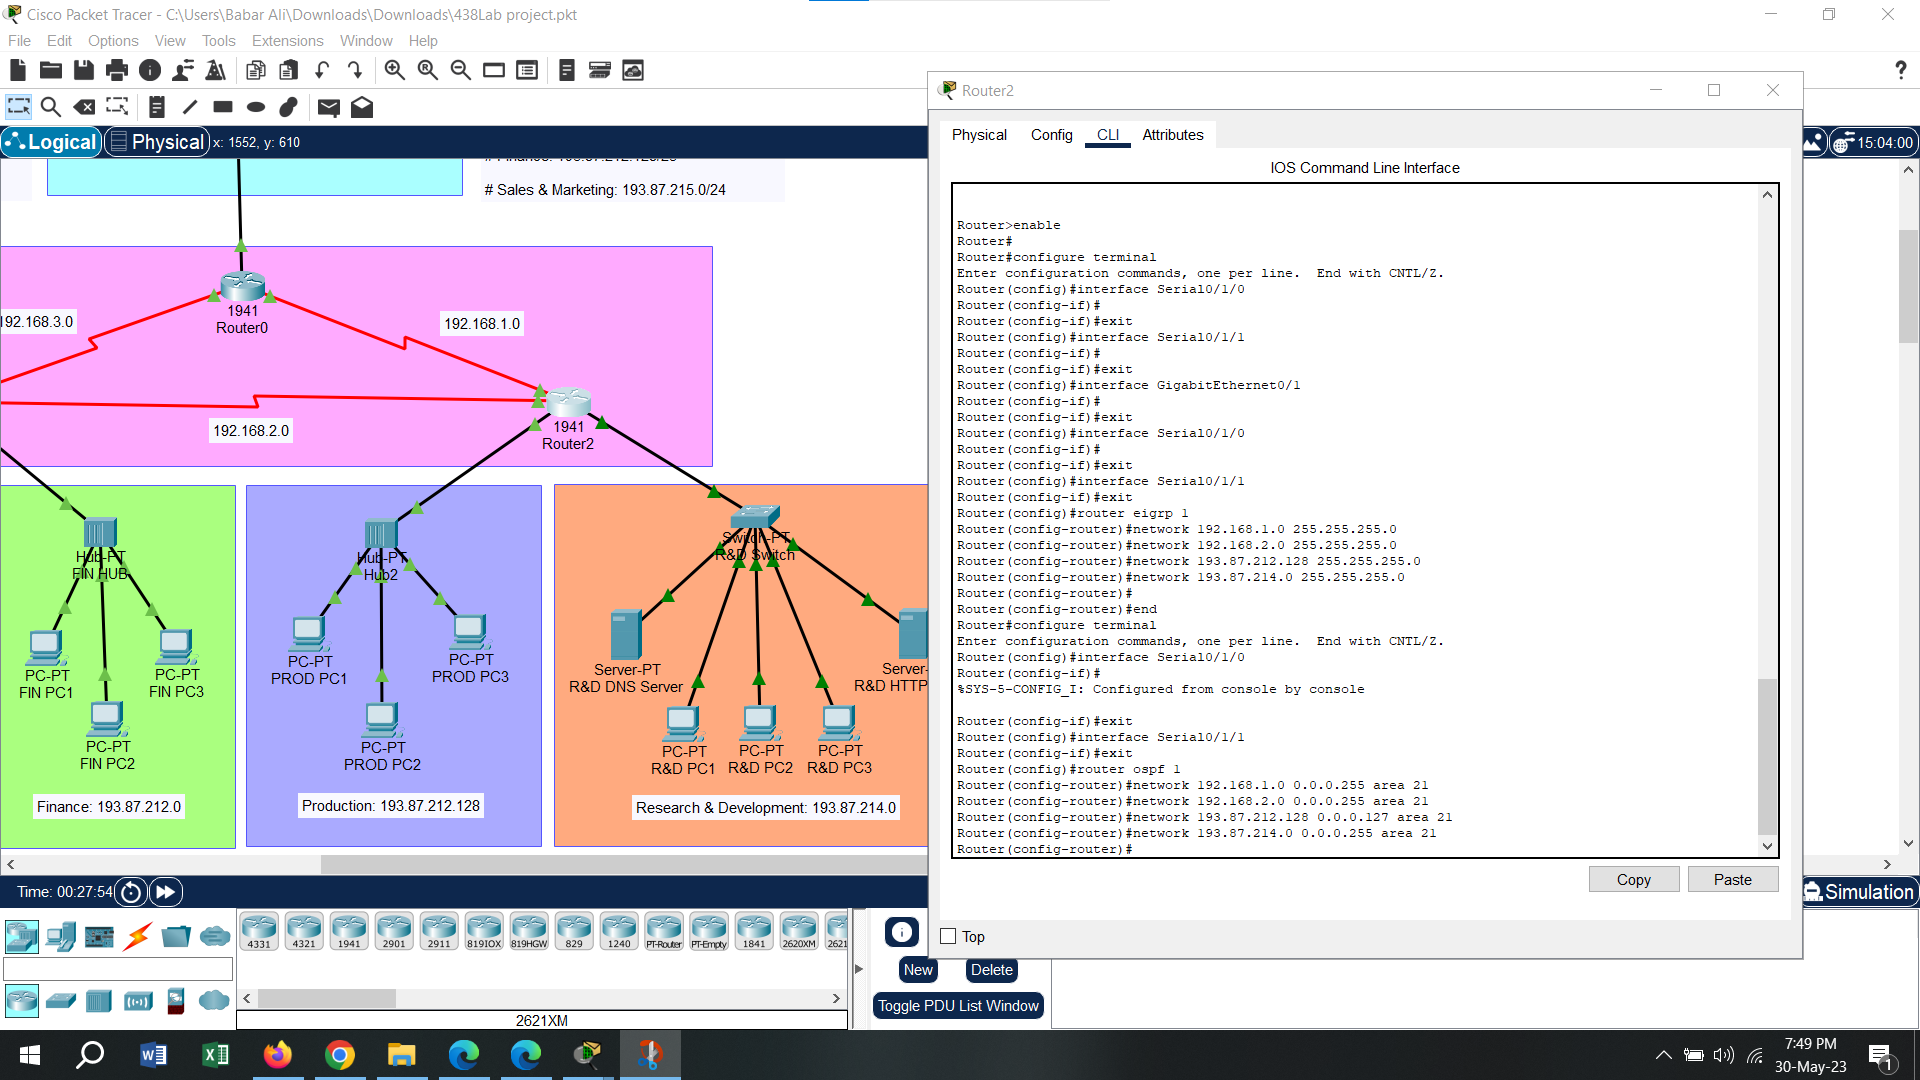 Cisco Packet Tracer - C:\Users\Babar Ali\Downloads\Downloads\438Lab project.pkt
File Edit Options View Tools Extensions Window Help
Logical Physical x: 1552, y: 610
15:04:00
# Sales & Marketing: 193.87.215.0/24
1941
Router0
192.168.3.0
192.168.1.0
192.168.2.0
1941
Router2
Hub-PT
FIN HUB
Hub-PT
Hub2
Switch-PT
R&D Switch
PC-PT
FIN PC1
PC-PT
FIN PC3
PC-PT
FIN PC2
PC-PT
PROD PC1
PC-PT
PROD PC3
PC-PT
PROD PC2
Server-PT
R&D DNS Server
Server-
R&D HTTP
PC-PT
R&D PC1
PC-PT
R&D PC2
PC-PT
R&D PC3
Finance: 193.87.212.0
Production: 193.87.212.128
Research & Development: 193.87.214.0
Router2
Physical Config CLI Attributes
IOS Command Line Interface
Router>enable
Router#
Router#configure terminal
Enter configuration commands, one per line.  End with CNTL/Z.
Router(config)#interface Serial0/1/0
Router(config-if)#
Router(config-if)#exit
Router(config)#interface Serial0/1/1
Router(config-if)#
Router(config-if)#exit
Router(config)#interface GigabitEthernet0/1
Router(config-if)#
Router(config-if)#exit
Router(config)#interface Serial0/1/0
Router(config-if)#
Router(config-if)#exit
Router(config)#interface Serial0/1/1
Router(config-if)#exit
Router(config)#router eigrp 1
Router(config-router)#network 192.168.1.0 255.255.255.0
Router(config-router)#network 192.168.2.0 255.255.255.0
Router(config-router)#network 193.87.212.128 255.255.255.0
Router(config-router)#network 193.87.214.0 255.255.255.0
Router(config-router)#
Router(config-router)#end
Router#configure terminal
Enter configuration commands, one per line.  End with CNTL/Z.
Router(config)#interface Serial0/1/0
Router(config-if)#
%SYS-5-CONFIG_I: Configured from console by console
Router(config-if)#exit
Router(config)#interface Serial0/1/1
Router(config-if)#exit
Router(config)#router ospf 1
Router(config-router)#network 192.168.1.0 0.0.0.255 area 21
Router(config-router)#network 192.168.2.0 0.0.0.255 area 21
Router(config-router)#network 193.87.212.128 0.0.0.127 area 21
Router(config-router)#network 193.87.214.0 0.0.0.255 area 21
Router(config-router)#
Copy Paste
Top
Time: 00:27:54
Simulation
4331 4321 1941 2901 2911 819IOX 819HGW 829 1240 PT-Router PT-Empty 1841 2620XM 2621
2621XM
New Delete
Toggle PDU List Window
7:49 PM
30-May-23
1